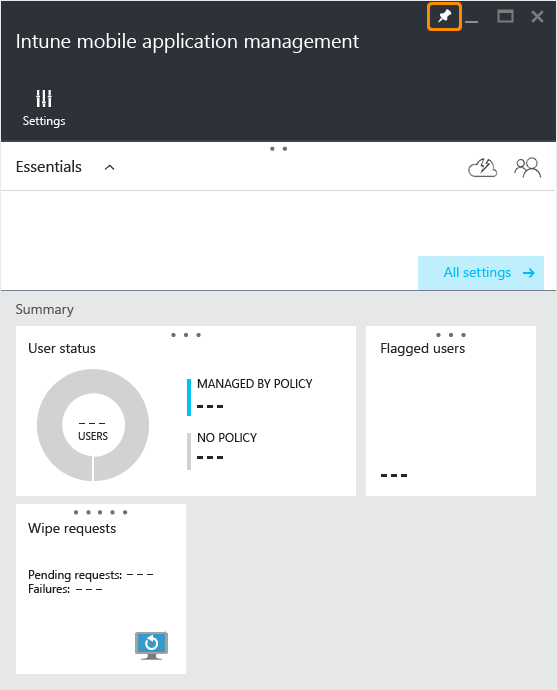 Intune mobile application management
Settings
Essentials
All settings
Summary
User status
--- 
USERS
MANAGED BY POLICY
---
NO POLICY
---
Flagged users
---
Wipe requests
Pending requests: ---
Failures: ---